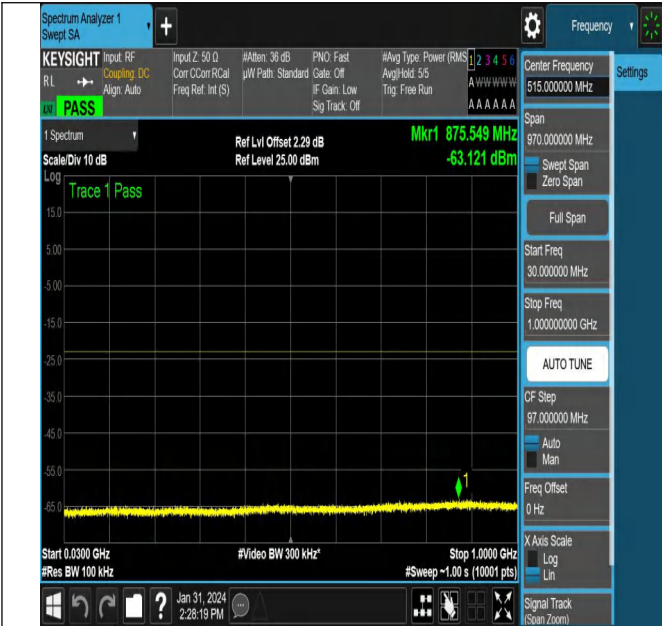 Spectrum Analyzer 1
Swept SA
Frequency
KEYSIGHT
RL
PASS
Input: RF
Coupling: DC
Align: Auto
Input Z: 50 Ω
Corr CCorr RCal
Freq Ref: Int (S)
#Atten: 36 dB
µW Path: Standard
PNO: Fast
Gate: Off
IF Gain: Low
Sig Track: Off
#Avg Type: Power (RMS
Avg|Hold: 5/5
Trig: Free Run
1 2 3 4 5 6
A W W W W W
A A A A A A
1 Spectrum
Scale/Div 10 dB
Ref Lvl Offset 2.29 dB
Ref Level 25.00 dBm
Mkr1 875.549 MHz
-63.121 dBm
Log
Trace 1 Pass
15.0
5.00
-5.00
-15.0
-25.0
-35.0
-45.0
-55.0
-65.0
1
Start 0.0300 GHz
#Res BW 100 kHz
#Video BW 300 kHz*
Stop 1.0000 GHz
#Sweep ~1.00 s (10001 pts)
Jan 31, 2024
2:28:19 PM
Center Frequency
515.000000 MHz
Settings
Span
970.000000 MHz
Swept Span
Zero Span
Full Span
Start Freq
30.000000 MHz
Stop Freq
1.000000000 GHz
AUTO TUNE
CF Step
97.000000 MHz
Auto
Man
Freq Offset
0 Hz
X Axis Scale
Log
Lin
Signal Track
(Span Zoom)